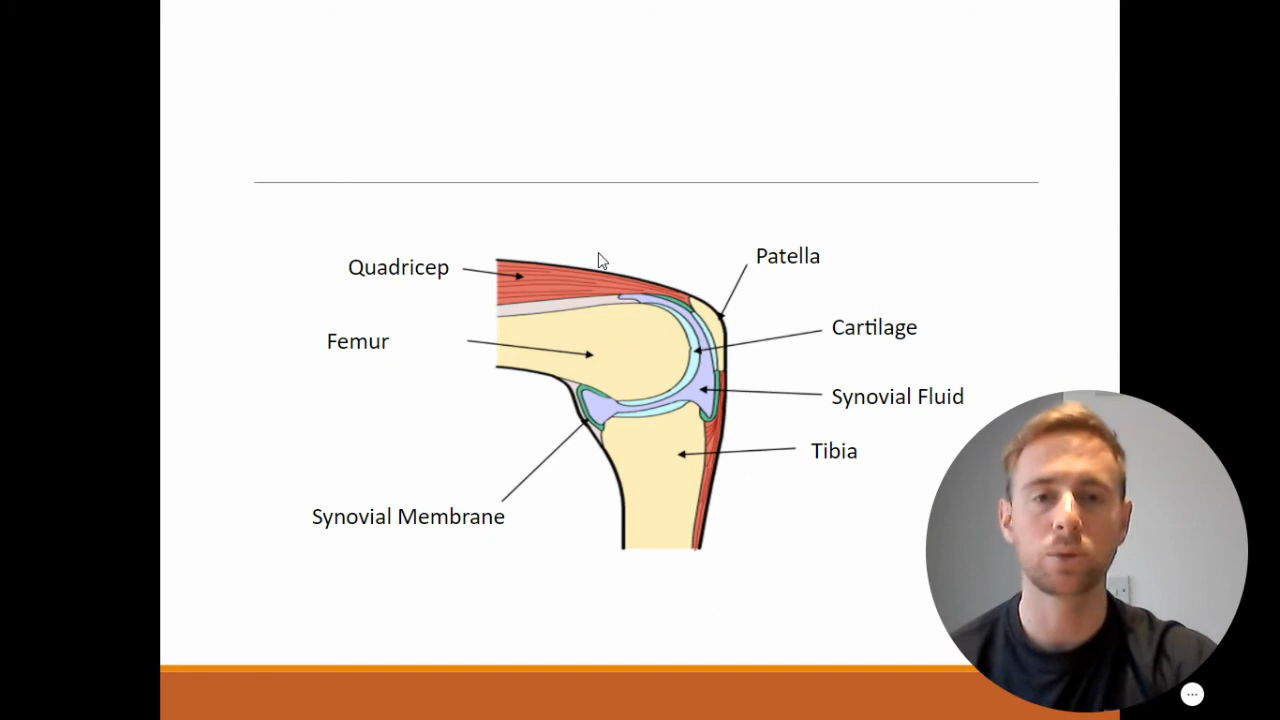 Quadricep
Patella
Femur
Cartilage
Synovial Fluid
Tibia
Synovial Membrane